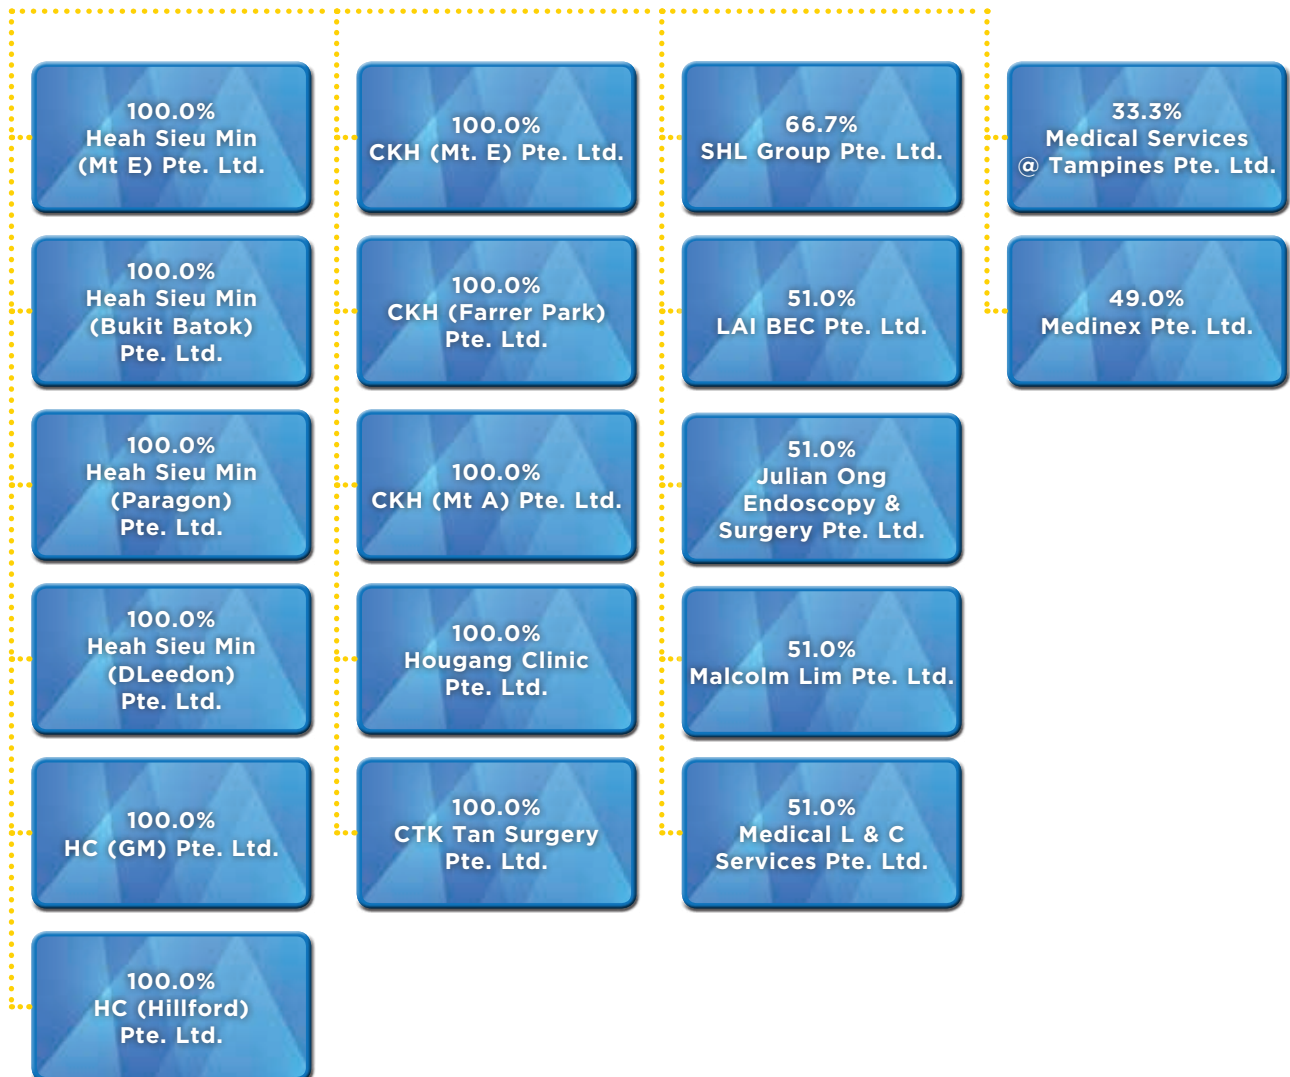 100.0%
Heah Sieu Min
(Mt E) Pte. Ltd.
100.0%
Heah Sieu Min
(Bukit Batok)
Pte. Ltd.
100.0%
Heah Sieu Min
(Paragon)
Pte. Ltd.
100.0%
Heah Sieu Min
(DLeedon)
Pte. Ltd.
100.0%
HC (GM) Pte. Ltd.
100.0%
HC (Hillford)
Pte. Ltd.
100.0%
CKH (Mt. E) Pte. Ltd.
100.0%
CKH (Farrer Park)
Pte. Ltd.
100.0%
CKH (Mt A) Pte. Ltd.
100.0%
Hougang Clinic
Pte. Ltd.
100.0%
CTK Tan Surgery
Pte. Ltd.
66.7%
SHL Group Pte. Ltd.
51.0%
LAI BEC Pte. Ltd.
51.0%
Julian Ong
Endoscopy &
Surgery Pte. Ltd.
51.0%
Malcolm Lim Pte. Ltd.
51.0%
Medical L & C
Services Pte. Ltd.
33.3%
Medical Services
@ Tampines Pte. Ltd.
49.0%
Medinex Pte. Ltd.